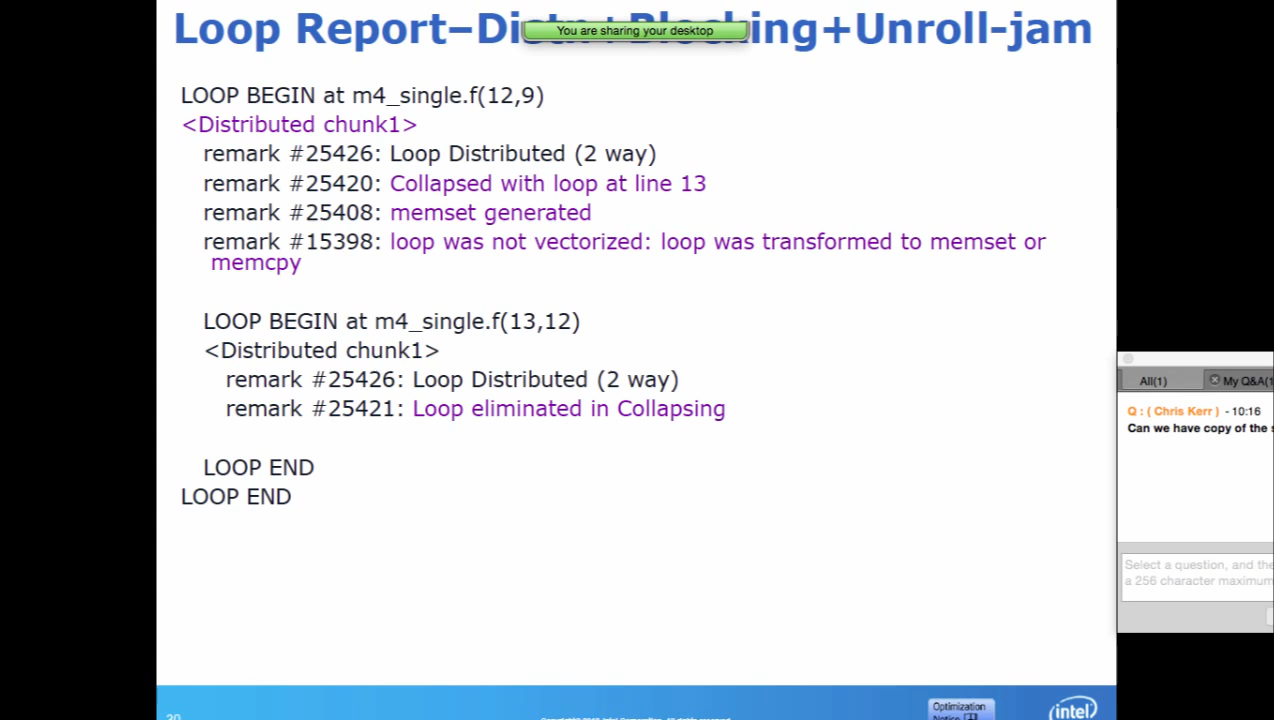 Loop Report–Distr+Blocking+Unroll-jam
You are sharing your desktop
LOOP BEGIN at m4_single.f(12,9)
<Distributed chunk1>
remark #25426: Loop Distributed (2 way)
remark #25420: Collapsed with loop at line 13
remark #25408: memset generated
remark #15398: loop was not vectorized: loop was transformed to memset or
memcpy
LOOP BEGIN at m4_single.f(13,12)
<Distributed chunk1>
remark #25426: Loop Distributed (2 way)
remark #25421: Loop eliminated in Collapsing
LOOP END
LOOP END
All(1)
My Q&A(1
Q : ( Chris Kerr ) - 10:16
Can we have copy of the s
Select a question, and the
a 256 character maximum
Optimization
Notice
intel